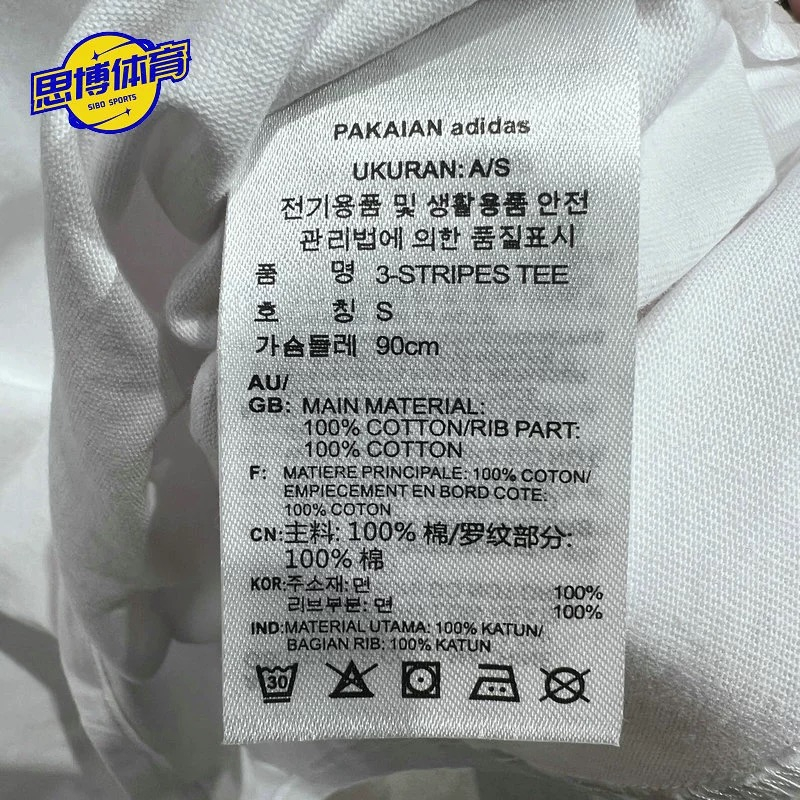 思博体育
SIBO SPORTS
PAKAIAN adidas
UKURAN: A/S
전기용품 및 생활용품 안전
관리법에 의한 품질표시
품 명 3-STRIPES TEE
호 칭 S
가슴둘레 90cm
AU/
GB: MAIN MATERIAL:
100% COTTON/RIB PART:
100% COTTON
F: MATIERE PRINCIPALE: 100% COTON/
EMPIECEMENT EN BORD COTE:
100% COTON
CN:主料: 100% 棉/罗纹部分:
100% 棉
KOR:주소재: 면 100%
리브부분: 면 100%
IND:MATERIAL UTAMA: 100% KATUN/
BAGIAN RIB: 100% KATUN
30